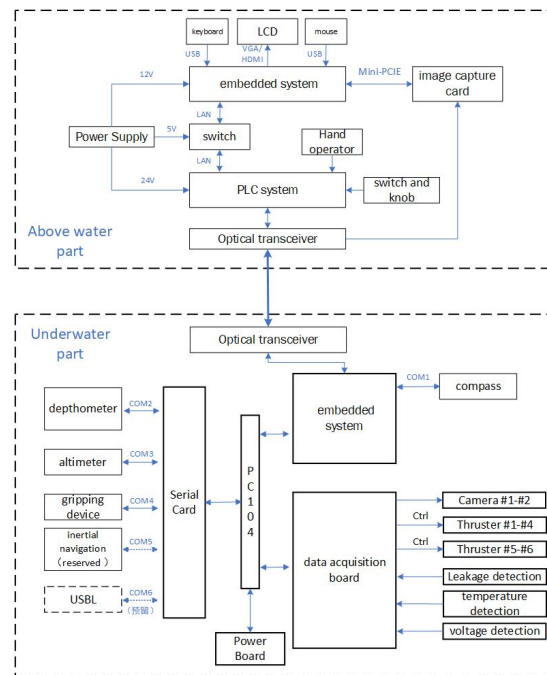 keyboard
LCD
mouse
USB
VGA/
HDMI
USB
12V
embedded system
Mini-PCIE
image capture
card
LAN
Power Supply
5V
switch
Hand
operator
LAN
24V
PLC system
switch and
knob
Above water
part
Optical transceiver
Underwater
part
Optical transceiver
depthometer
COM2
embedded
system
COM1
compass
altimeter
COM3
Serial
Card
P
C
1
0
4
gripping
device
COM4
inertial
navigation
(reserved )
COM5
USBL
COM6
(预留)
data acquisition
board
Camera #1-#2
Ctrl
Thruster #1-#4
Ctrl
Thruster #5-#6
Leakage detection
temperature
detection
voltage detection
Power
Board